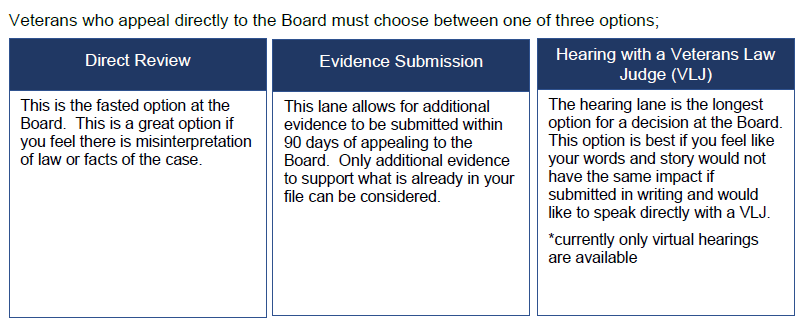 Veterans who appeal directly to the Board must choose between one of three options;
Direct Review
This is the fasted option at the
Board.  This is a great option if
you feel there is misinterpretation
of law or facts of the case.
Evidence Submission
This lane allows for additional
evidence to be submitted within
90 days of appealing to the
Board.  Only additional evidence
to support what is already in your
file can be considered.
Hearing with a Veterans Law
Judge (VLJ)
The hearing lane is the longest
option for a decision at the Board.
This option is best if you feel like
your words and story would not
have the same impact if
submitted in writing and would
like to speak directly with a VLJ.
*currently only virtual hearings
are available